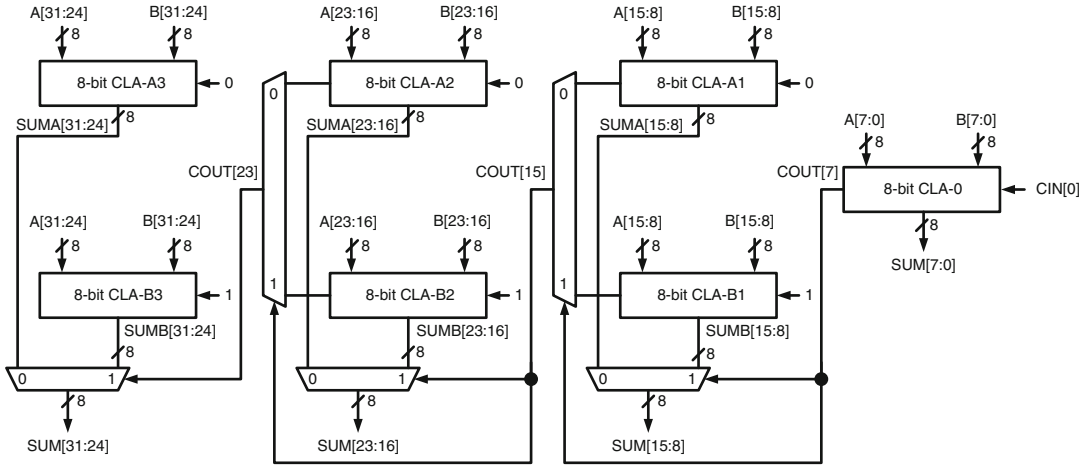 A[31:24] B[31:24] A[23:16] B[23:16] A[15:8] B[15:8]
8 8 8 8 8 8
8-bit CLA-A3 0 0 8-bit CLA-A2 0 0 8-bit CLA-A1 0
SUMA[31:24] 8 SUMA[23:16] 8 SUMA[15:8] 8
A[7:0] B[7:0]
8 8
COUT[23] COUT[15] COUT[7]
8-bit CLA-0 CIN[0]
8
SUM[7:0]
A[31:24] B[31:24] A[23:16] B[23:16] A[15:8] B[15:8]
8 8 8 8 8 8
8-bit CLA-B3 1 1 8-bit CLA-B2 1 1 8-bit CLA-B1 1
SUMB[31:24] SUMB[23:16] SUMB[15:8]
8 8 8
0 1 0 1 0 1
8 8 8
SUM[31:24] SUM[23:16] SUM[15:8]